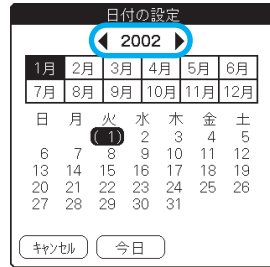 日付の設定
◀ 2002 ▶
1月 2月 3月 4月 5月 6月
7月 8月 9月 10月 11月 12月
日 月 火 水 木 金 土
( 1) 2 3 4 5
6 7 8 9 10 11 12
13 14 15 16 17 18 19
20 21 22 23 24 25 26
27 28 29 30 31
ｷｬﾝｾﾙ 今日